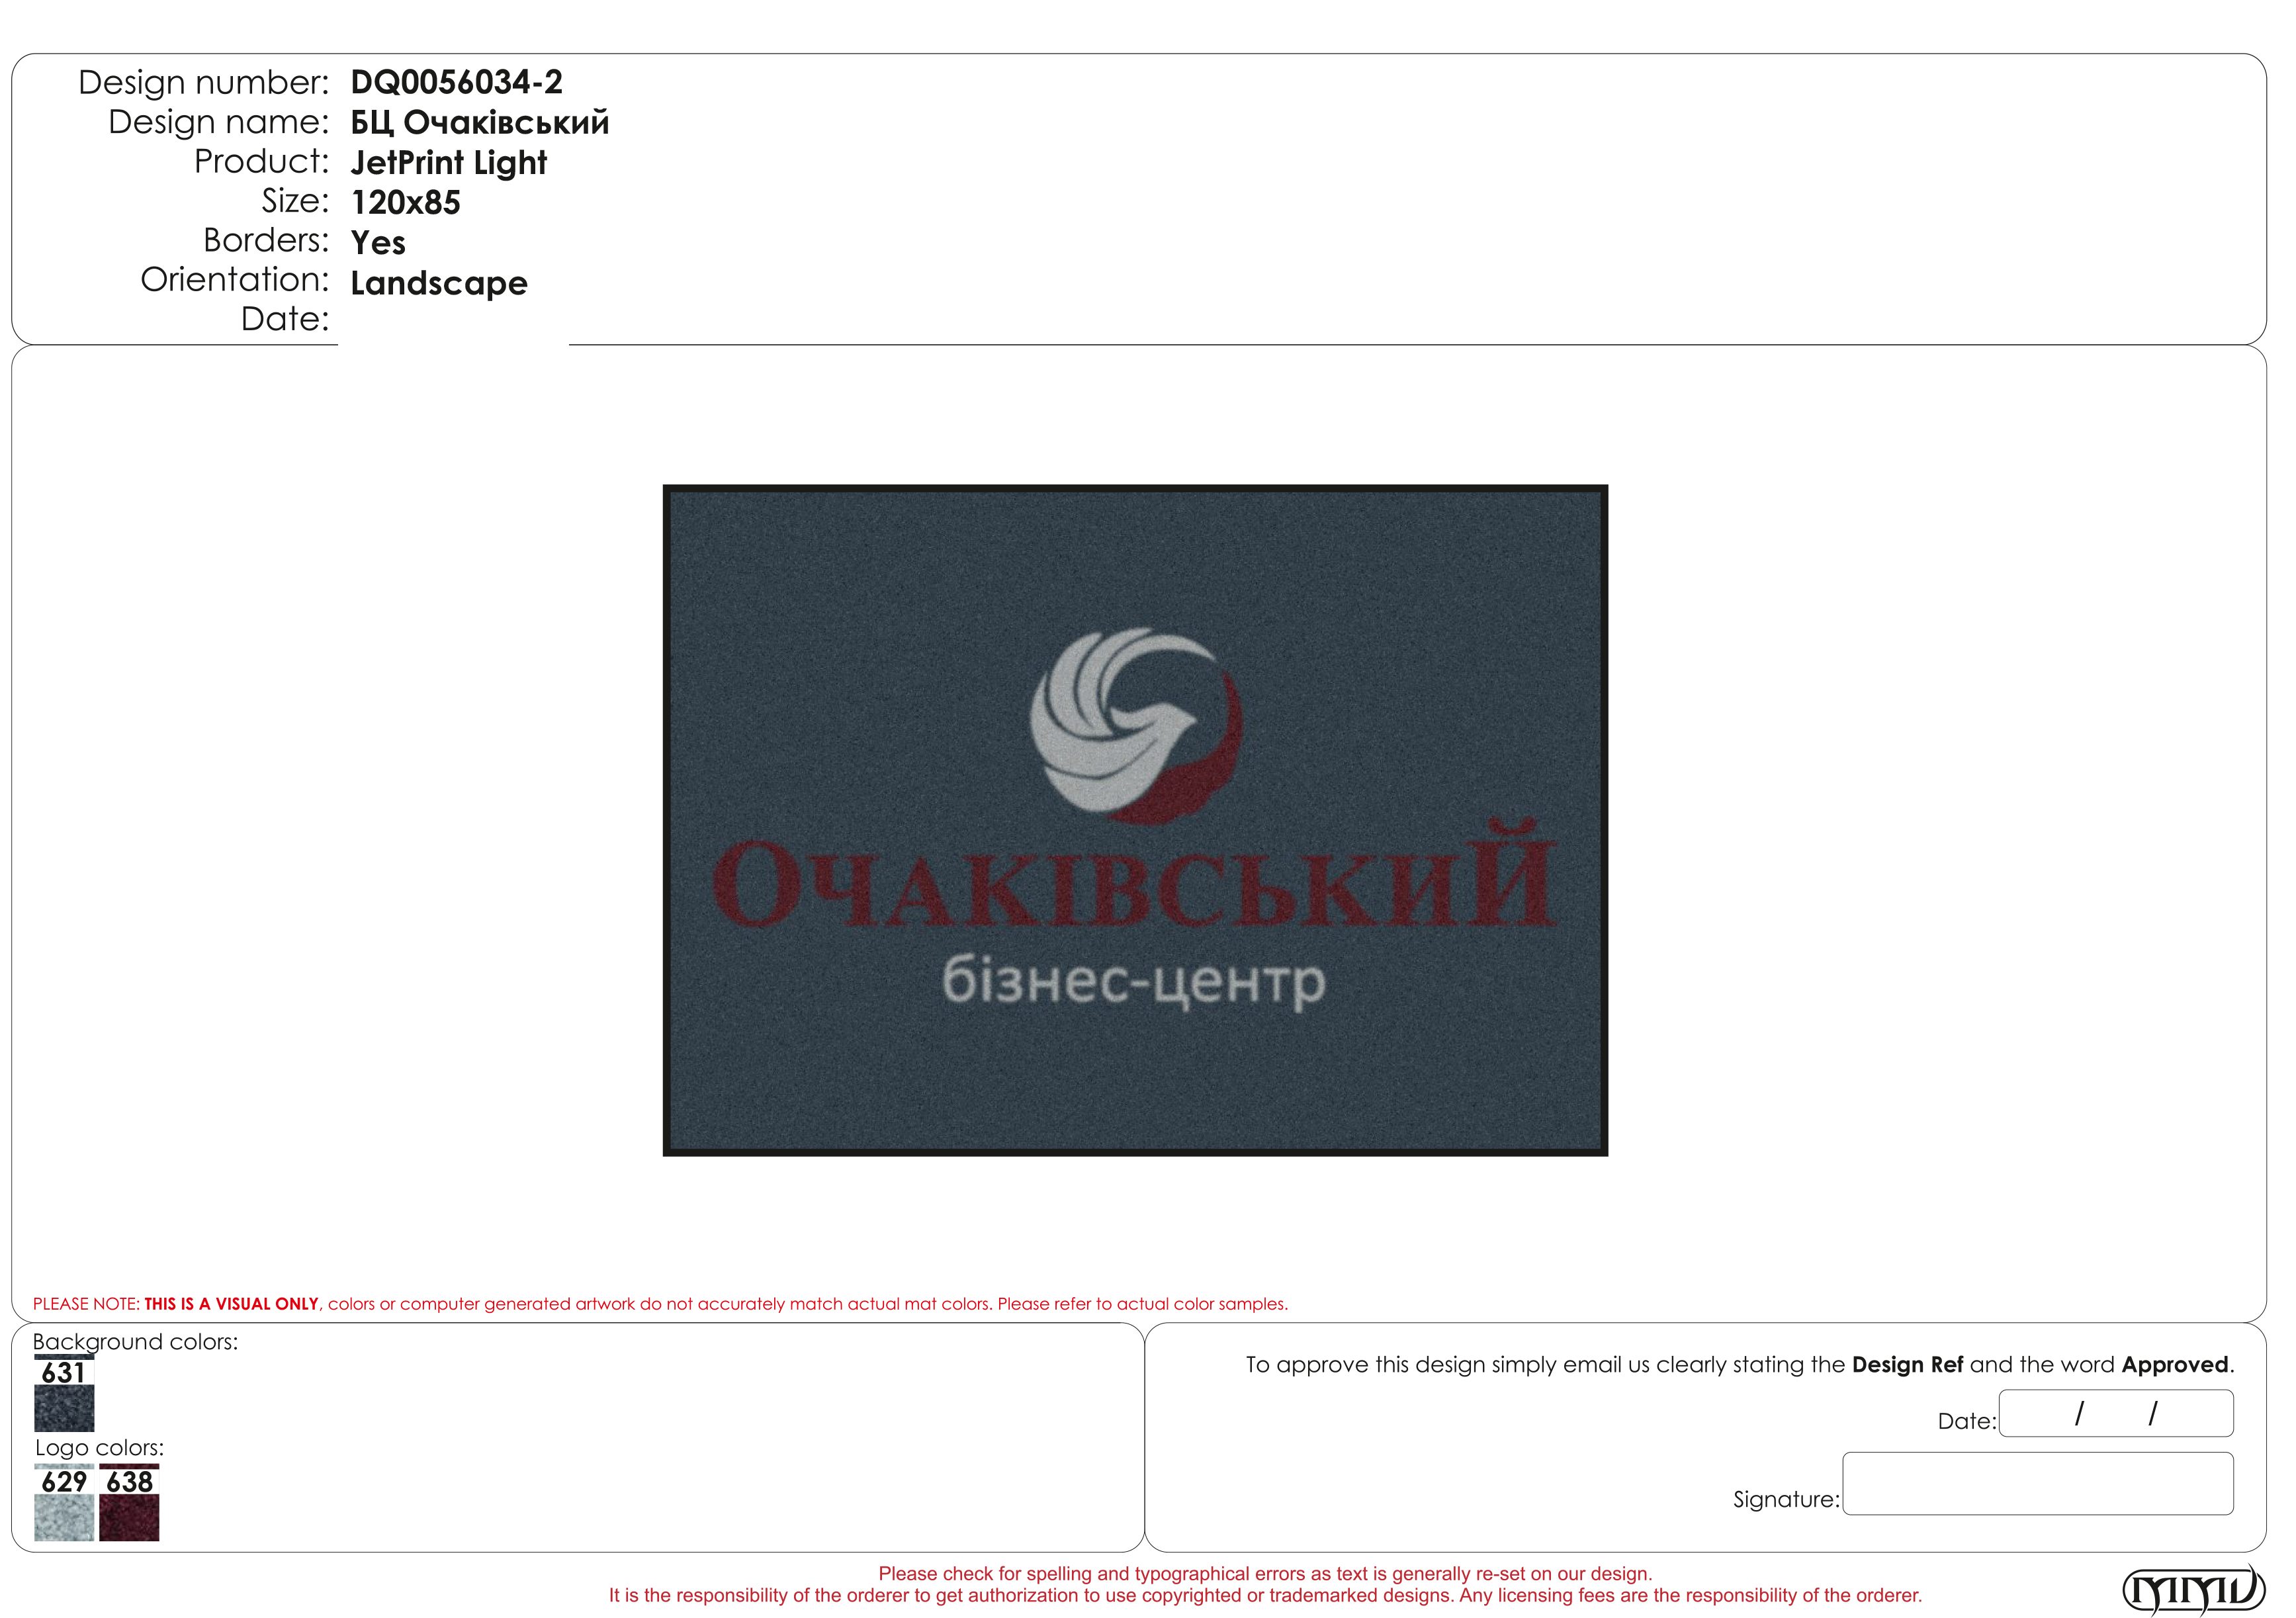 Design number: DQ0056034-2
Design name: БЦ Очаківський
Product: JetPrint Light
Size: 120x85
Borders: Yes
Orientation: Landscape
Date:
ОЧАКІВСЬКИЙ
бізнес-центр
PLEASE NOTE: THIS IS A VISUAL ONLY, colors or computer generated artwork do not accurately match actual mat colors. Please refer to actual color samples.
Background colors:
631
Logo colors:
629 638
To approve this design simply email us clearly stating the Design Ref and the word Approved.
Date: / /
Signature:
Please check for spelling and typographical errors as text is generally re-set on our design.
It is the responsibility of the orderer to get authorization to use copyrighted or trademarked designs. Any licensing fees are the responsibility of the orderer.